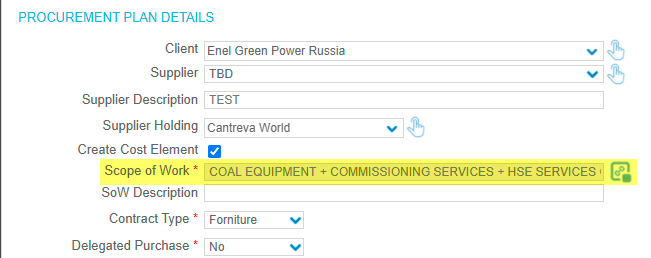 PROCUREMENT PLAN DETAILS
Client Enel Green Power Russia
Supplier TBD
Supplier Description TEST
Supplier Holding Cantreva World
Create Cost Element
Scope of Work * COAL EQUIPMENT + COMMISSIONING SERVICES + HSE SERVICES
SoW Description
Contract Type * Forniture
Delegated Purchase * No